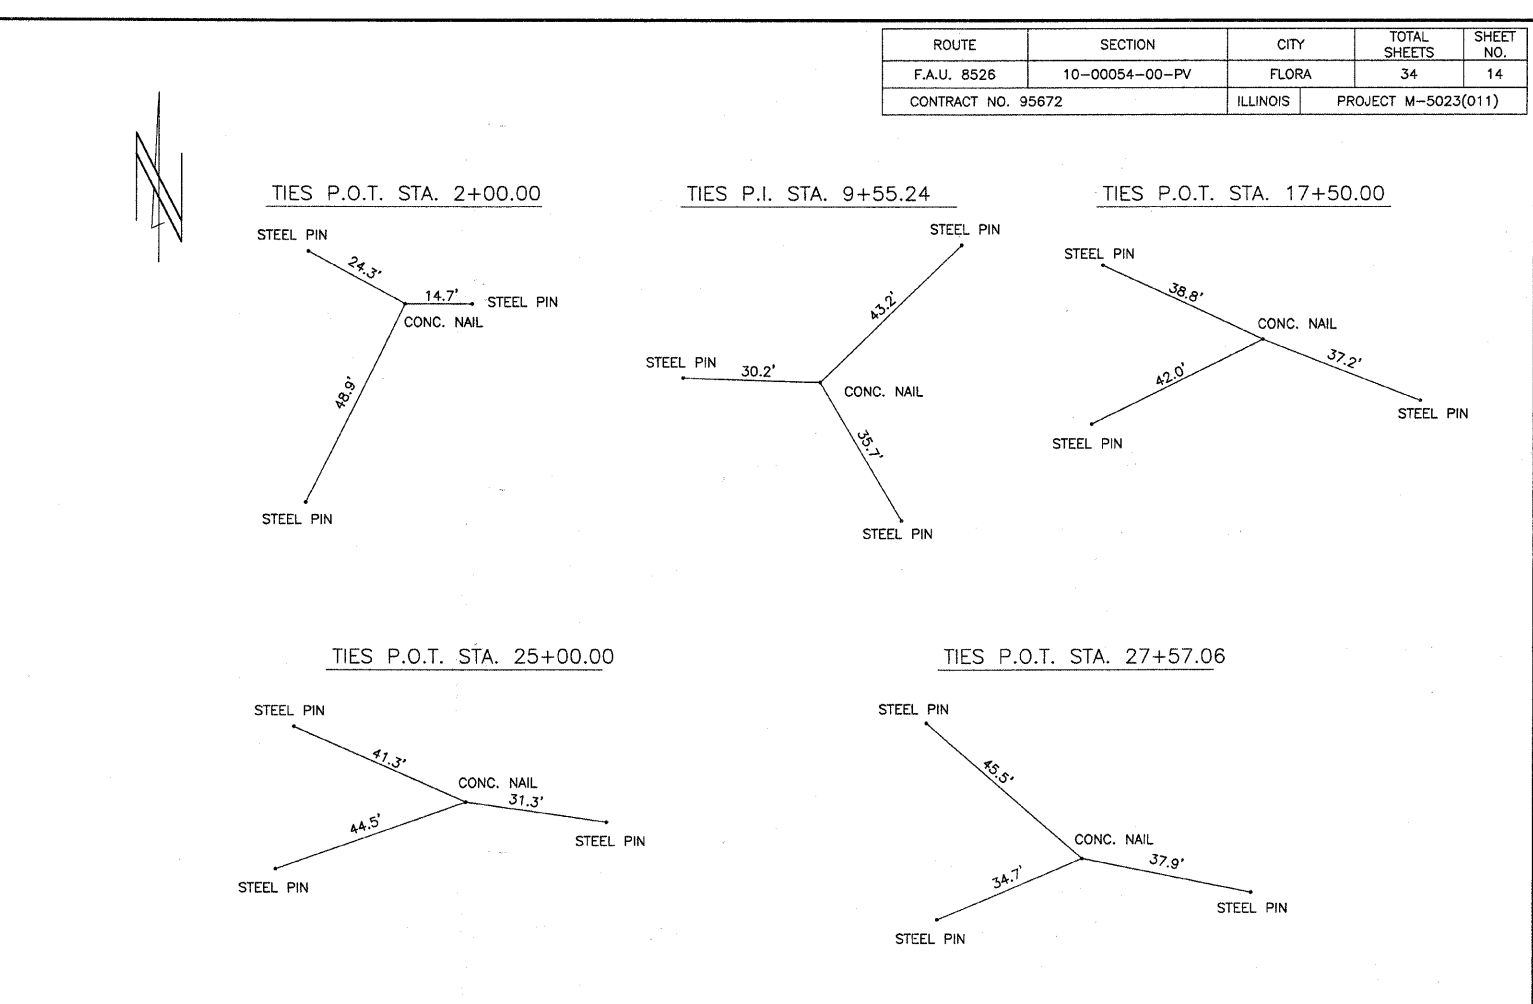 ROUTE SECTION CITY TOTAL SHEETS SHEET NO.
F.A.U. 8526 10-00054-00-PV FLORA 34 14
CONTRACT NO. 95672 ILLINOIS PROJECT M-5023(011)
N
TIES P.O.T. STA. 2+00.00
STEEL PIN
24.3'
14.7'
STEEL PIN
CONC. NAIL
48.9'
STEEL PIN
TIES P.I. STA. 9+55.24
STEEL PIN
43.2'
STEEL PIN
30.2'
CONC. NAIL
35.7'
STEEL PIN
TIES P.O.T. STA. 17+50.00
STEEL PIN
38.8'
CONC. NAIL
37.2'
42.0'
STEEL PIN
STEEL PIN
TIES P.O.T. STA. 25+00.00
STEEL PIN
41.3'
CONC. NAIL
31.3'
44.5'
STEEL PIN
STEEL PIN
TIES P.O.T. STA. 27+57.06
STEEL PIN
45.5'
CONC. NAIL
37.9'
34.7'
STEEL PIN
STEEL PIN